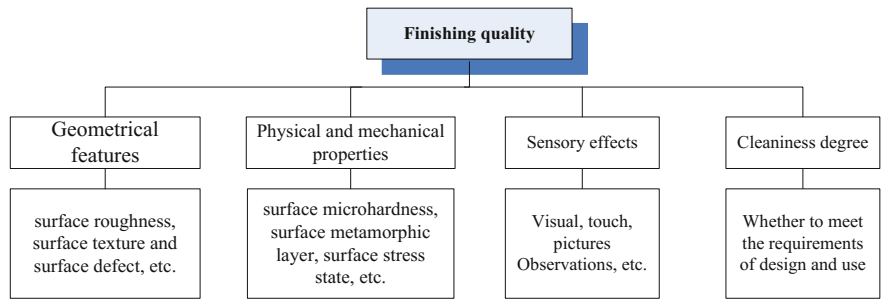 Finishing quality
Geometrical
features
Physical and mechanical
properties
Sensory effects
Cleaniness degree
surface roughness,
surface texture and
surface defect, etc.
surface microhardness,
surface metamorphic
layer, surface stress
state, etc.
Visual, touch,
pictures
Observations, etc.
Whether to meet
the requirements
of design and use